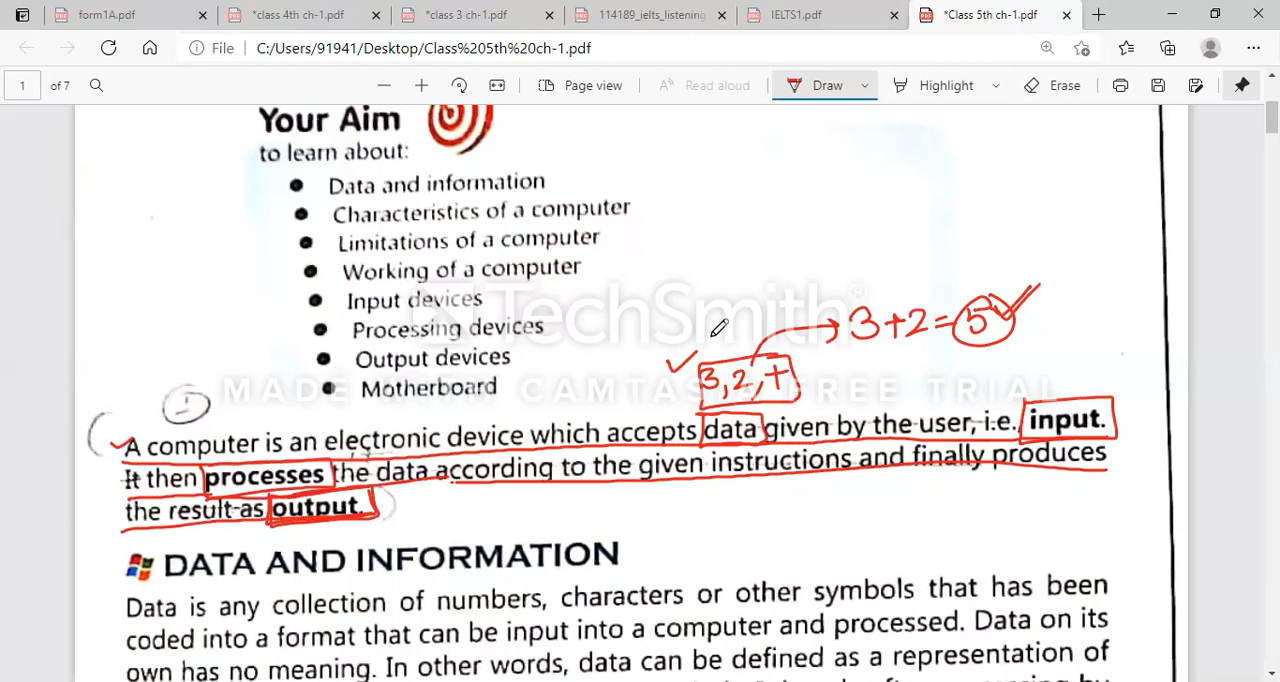 form1A.pdf *class 4th ch-1.pdf *class 3 ch-1.pdf 114189_ielts_listening IELTS1.pdf *Class 5th ch-1.pdf
File C:/Users/91941/Desktop/Class%205th%20ch-1.pdf
1 of 7 Page view Read aloud Draw Highlight Erase
Your Aim
to learn about:
Data and information
Characteristics of a computer
Limitations of a computer
Working of a computer
Input devices
Processing devices
Output devices
Motherboard
TechSmith®
MADE WITH CAMTASIA FREE TRIAL
3+2=5
3,2,+
A computer is an electronic device which accepts data given by the user, i.e. input.
It then processes the data according to the given instructions and finally produces
the result as output.
DATA AND INFORMATION
Data is any collection of numbers, characters or other symbols that has been
coded into a format that can be input into a computer and processed. Data on its
own has no meaning. In other words, data can be defined as a representation of